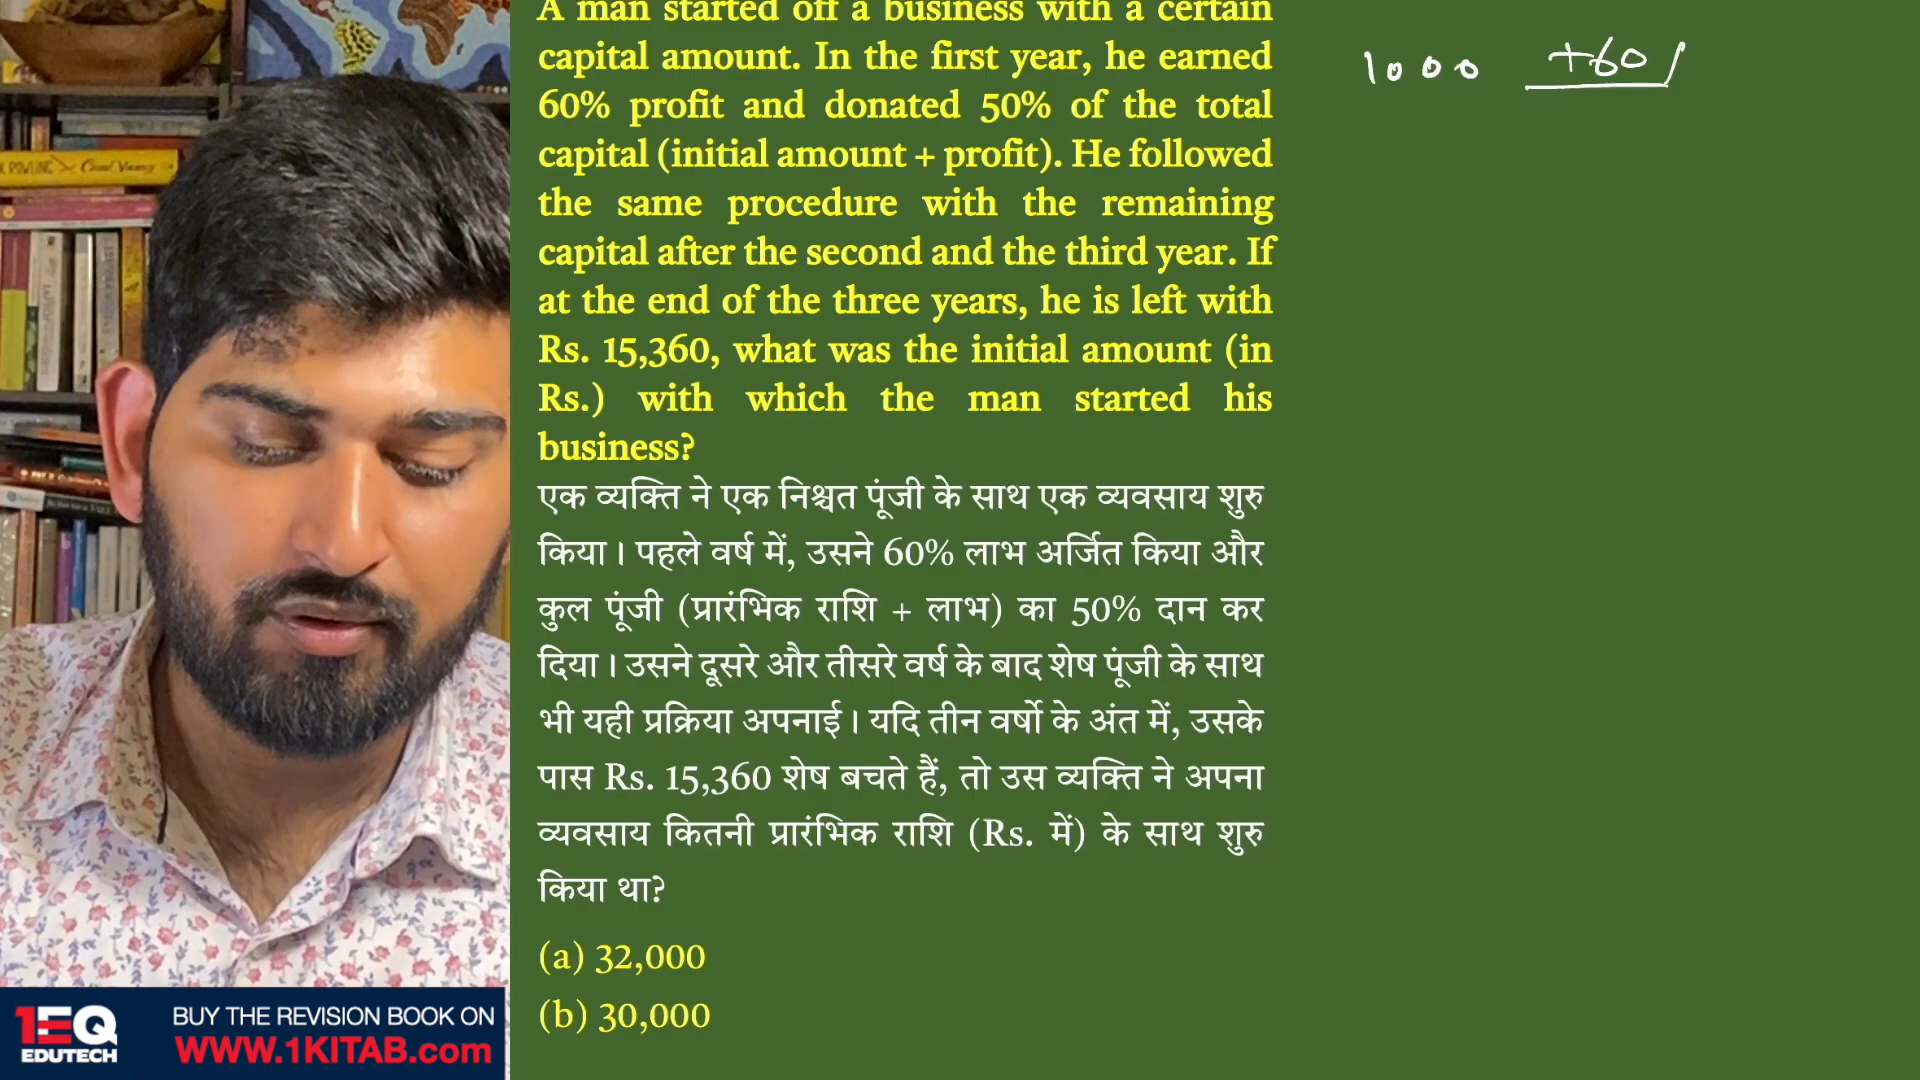 A man started off a business with a certain
capital amount. In the first year, he earned
60% profit and donated 50% of the total
capital (initial amount + profit). He followed
the same procedure with the remaining
capital after the second and the third year. If
at the end of the three years, he is left with
Rs. 15,360, what was the initial amount (in
Rs.) with which the man started his
business?
एक व्यक्ति ने एक निश्चत पूंजी के साथ एक व्यवसाय शुरु
किया। पहले वर्ष में, उसने 60% लाभ अर्जित किया और
कुल पूंजी (प्रारंभिक राशि + लाभ) का 50% दान कर
दिया। उसने दूसरे और तीसरे वर्ष के बाद शेष पूंजी के साथ
भी यही प्रक्रिया अपनाई। यदि तीन वर्षो के अंत में, उसके
पास Rs. 15,360 शेष बचते हैं, तो उस व्यक्ति ने अपना
व्यवसाय कितनी प्रारंभिक राशि (Rs. में) के साथ शुरु
किया था?
(a) 32,000
(b) 30,000
1000 +60
1EQ
EDUTECH
BUY THE REVISION BOOK ON
WWW.1KITAB.com